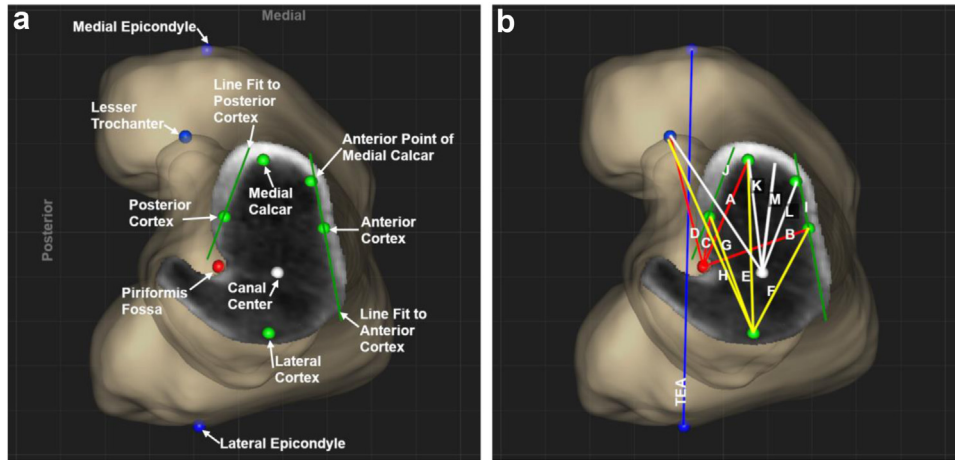 a
Medial
Medial Epicondyle
Line Fit to
Posterior
Cortex
Lesser
Trochanter
Anterior Point of
Medial Calcar
Medial
Calcar
Posterior
Cortex
Anterior
Cortex
Posterior
Piriformis
Fossa
Canal
Center
Line Fit to
Anterior
Cortex
Lateral
Cortex
Lateral Epicondyle
b
J
K
M
I
A
L
D
C
G
B
H
E
F
TEA